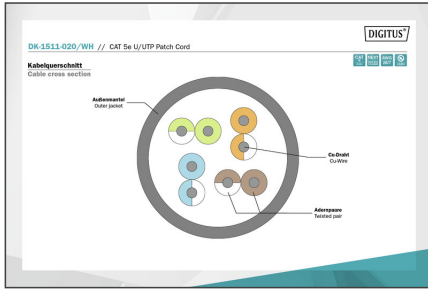 DIGITUS®
DK-1511-020/WH // CAT 5e U/UTP Patch Cord
Kabelquerschnitt
Cable cross section
Außenmantel
Outer jacket
Cu-Draht
Cu-Wire
Adernpaare
Twisted pair